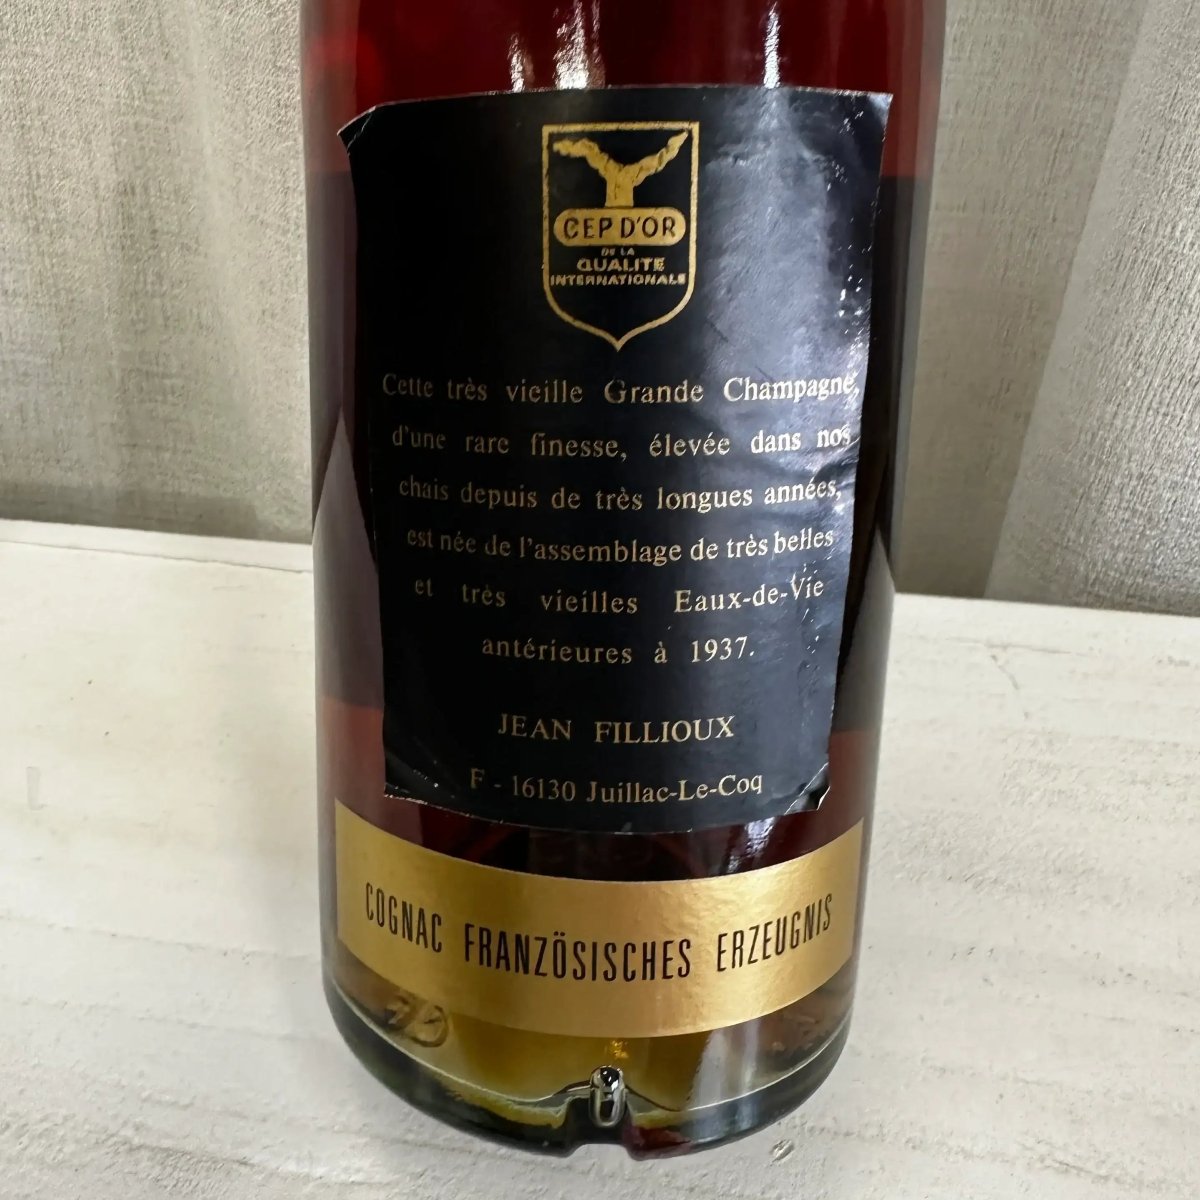 CEP D'OR
DE LA
QUALITE
INTERNATIONALE
Cette très vieille Grande Champagne,
d'une rare finesse, élevée dans nos
chais depuis de très longues années,
est née de l'assemblage de très belles
et très vieilles Eaux-de-Vie
antérieures à 1937.
JEAN FILLIOUX
F - 16130 Juillac-Le-Coq
COGNAC FRANZÖSISCHES ERZEUGNIS